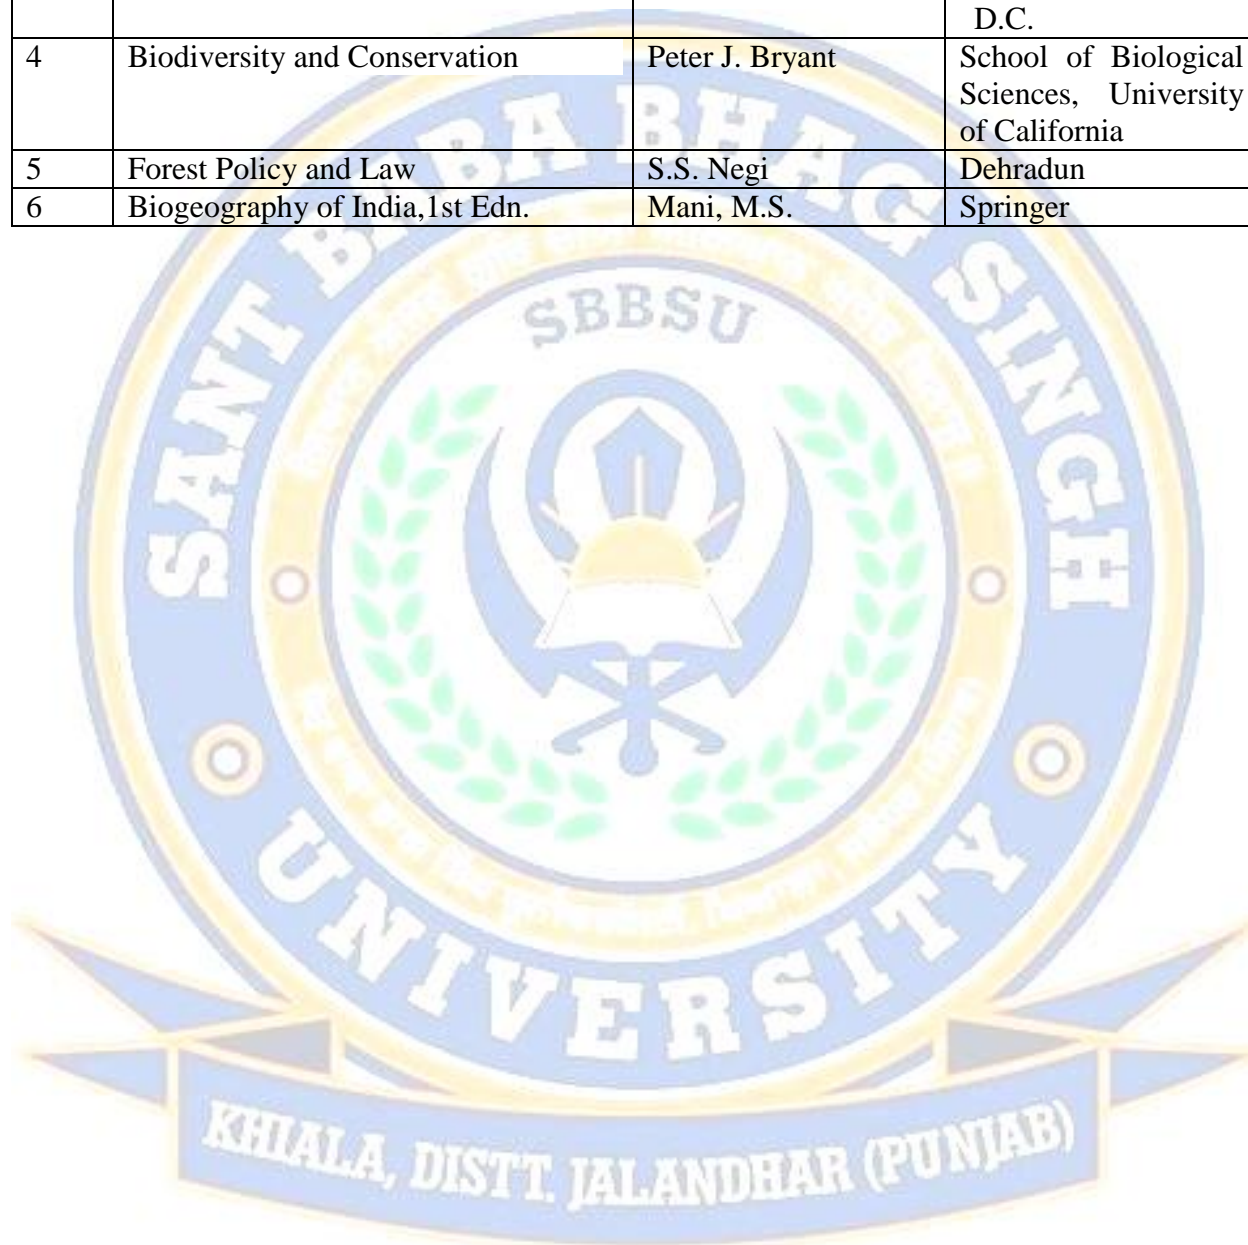 D.C.
4 Biodiversity and Conservation Peter J. Bryant School of Biological
Sciences, University
of California
5 Forest Policy and Law S.S. Negi Dehradun
6 Biogeography of India,1st Edn. Mani, M.S. Springer
SANT BABA BHAG SINGH
SBBSU
UNIVERSITY
KHIALA, DISTT. JALANDHAR (PUNJAB)